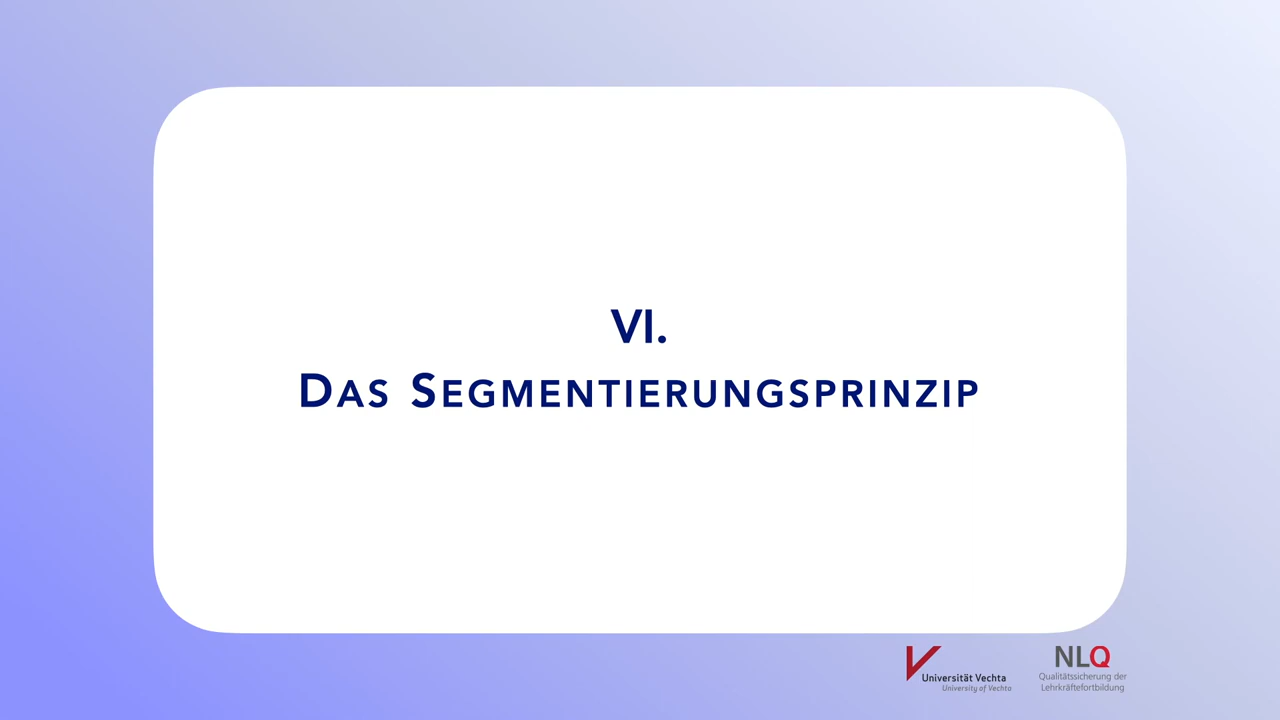 VI.
Das Segmentierungsprinzip
Universität Vechta
University of Vechta
NLQ
Qualitätssicherung der
Lehrkräftefortbildung